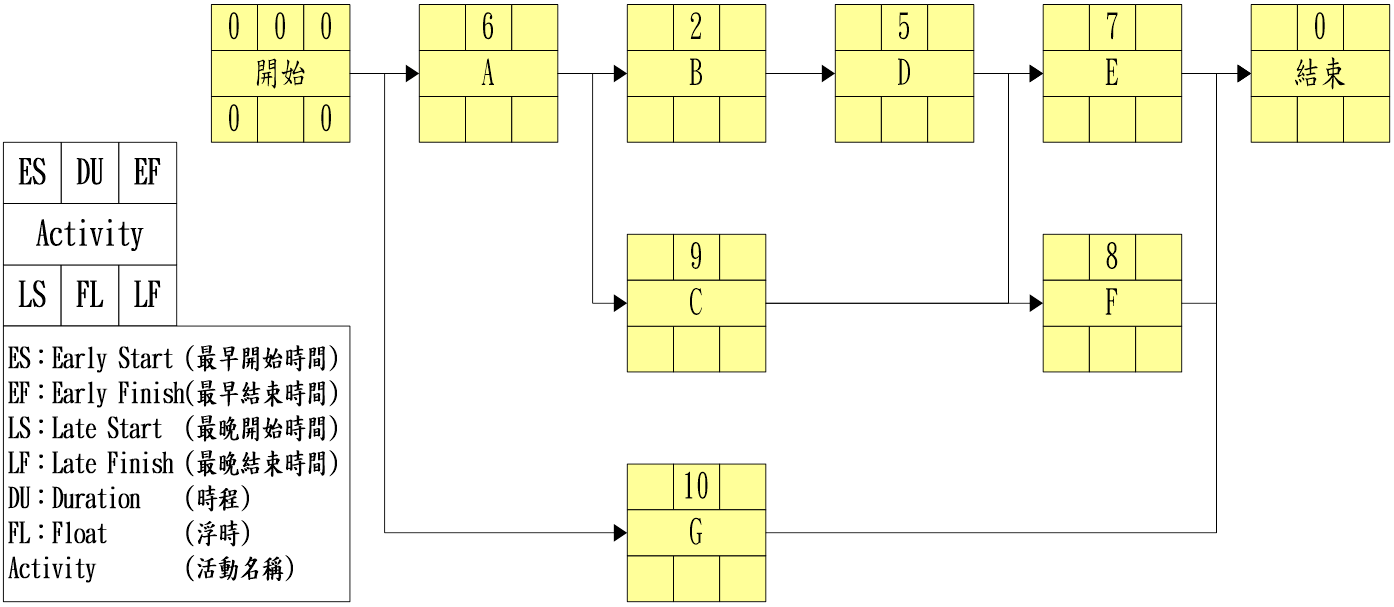 0 0 0
開始
0 0
6
A
2
B
5
D
7
E
0
結束
ES DU EF
Activity
LS FL LF
9
C
8
F
ES：Early Start (最早開始時間)
EF：Early Finish(最早結束時間)
LS：Late Start (最晚開始時間)
LF：Late Finish (最晚結束時間)
DU：Duration (時程)
FL：Float (浮時)
Activity (活動名稱)
10
G